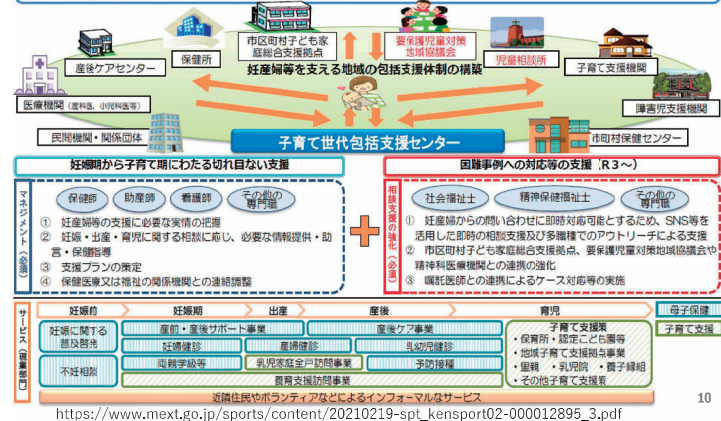 市区町村子ども家
庭総合支援拠点
要保護児童対策
地域協議会
保健所
児童相談所
産後ケアセンター
妊産婦等を支える地域の包括支援体制の構築
子育て支援機関
医療機関(産科医、小児科医等)
障害児支援機関
民間機関・関係団体
子育て世代包括支援センター
市町村保健センター
妊娠期から子育て期にわたる切れ目ない支援
マネジメント(必須)
保健師
助産師
看護師
その他の
専門職
① 妊産婦等の支援に必要な実情の把握
② 妊娠・出産・育児に関する相談に応じ、必要な情報提供・助
言・保健指導
③ 支援プランの策定
④ 保健医療又は福祉の関係機関との連絡調整
困難事例への対応等の支援(R3~)
相談支援の強化(必須)
社会福祉士
精神保健福祉士
その他の
専門職
① 妊産婦からの問い合わせに即時対応可能とするため、SNS等を
活用した即時の相談支援及び多職種でのアウトリーチによる支援
② 市区町村子ども家庭総合支援拠点、要保護児童対策地域協議会や
精神科医療機関との連携の強化
③ 嘱託医師との連携によるケース対応等の実施
サービス(現業部門)
妊娠前
妊娠期
出産
産後
育児
母子保健
子育て支援
妊娠に関する
普及啓発
産前・産後サポート事業
産後ケア事業
妊婦健診
産婦健診
乳幼児健診
不妊相談
両親学級等
乳児家庭全戸訪問事業
予防接種
養育支援訪問事業
子育て支援策
・保育所・認定こども園等
・地域子育て支援拠点事業
・里親 ・乳児院 ・養子縁組
・その他子育て支援策
近隣住民やボランティアなどによるインフォーマルなサービス
10
https://www.mext.go.jp/sports/content/20210219-spt_kensport02-000012895_3.pdf